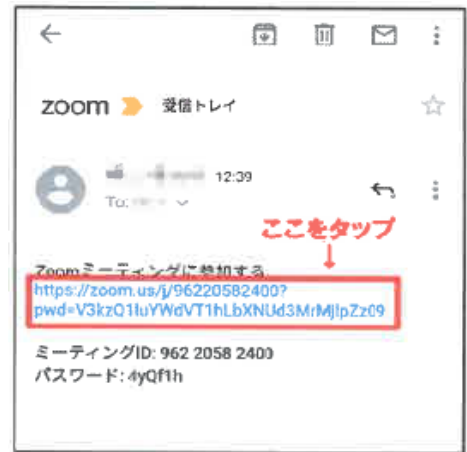 zoom 受信トレイ
12:39
To:
ここをタップ
Zoomミーティングに参加する
https://zoom.us/j/96220582400?
pwd=V3kzQ1luYWdVT1hLbXNUd3MrMjlpZz09
ミーティングID: 962 2058 2400
パスワード: 4yQf1h